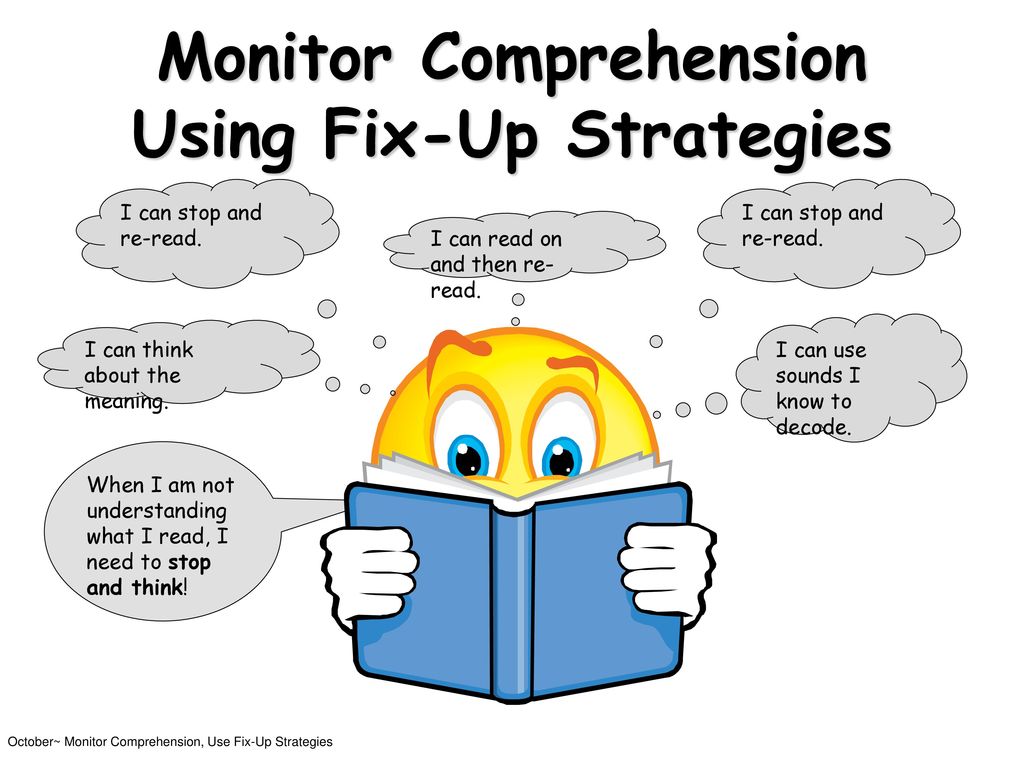 Monitor Comprehension
Using Fix-Up Strategies
I can stop and
re-read.
I can read on
and then re-
read.
I can stop and
re-read.
I can think
about the
meaning.
I can use
sounds I
know to
decode.
When I am not
understanding
what I read, I
need to stop
and think!
October~ Monitor Comprehension, Use Fix-Up Strategies